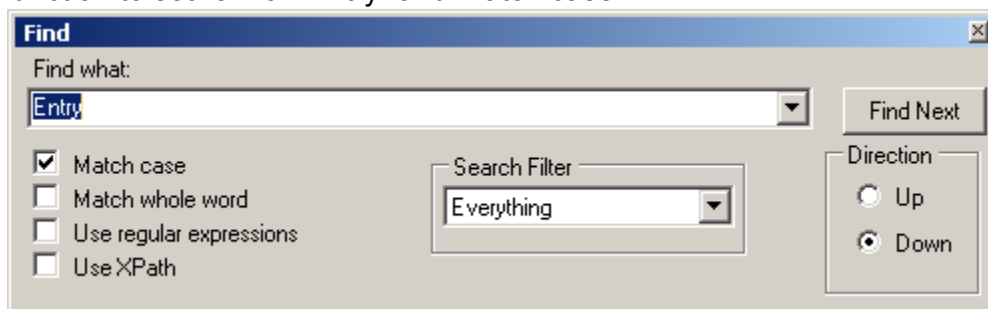 Find
Find what:
Entry
Find Next
Match case
Match whole word
Use regular expressions
Use XPath
Search Filter
Everything
Direction
Up
Down